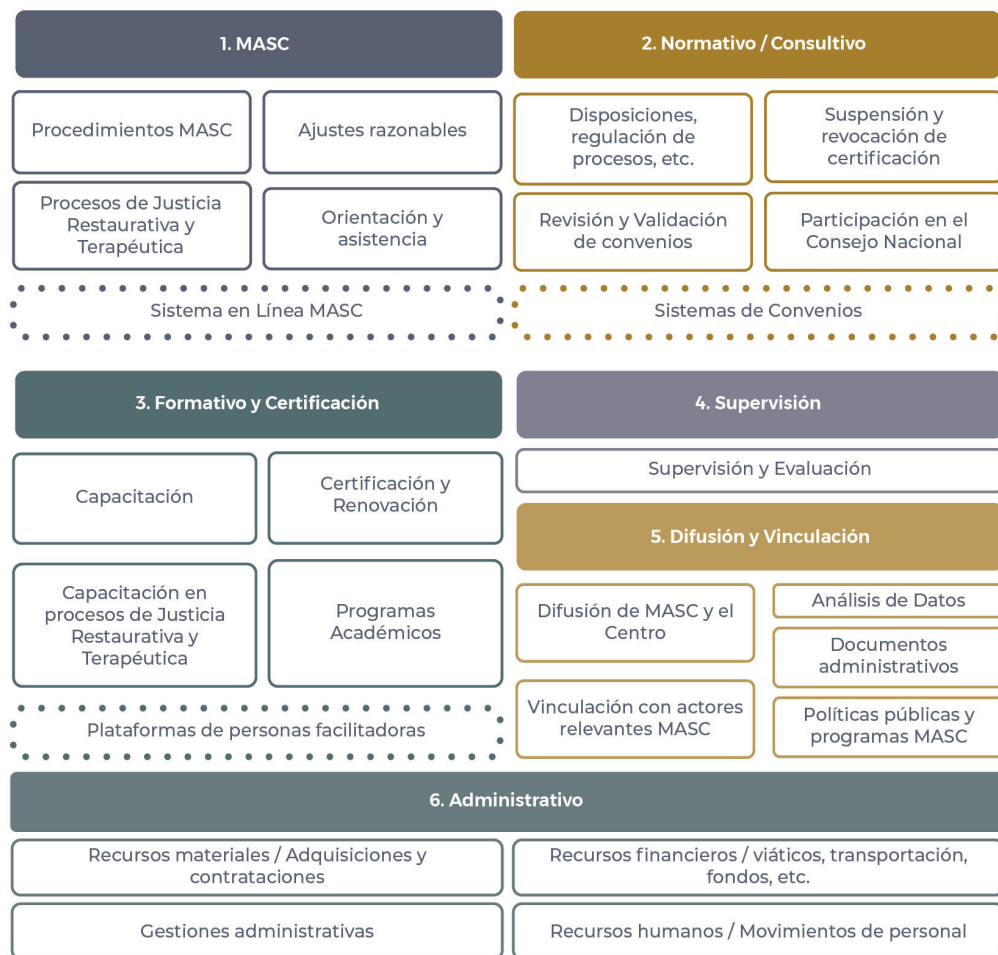 1. MASC
Procedimientos MASC
Ajustes razonables
Procesos de Justicia
Restaurativa y
Terapéutica
Orientación y
asistencia
Sistema en Línea MASC
2. Normativo / Consultivo
Disposiciones,
regulación de
procesos, etc.
Suspensión y
revocación de
certificación
Revisión y Validación
de convenios
Participación en el
Consejo Nacional
Sistemas de Convenios
3. Formativo y Certificación
Capacitación
Certificación y
Renovación
Capacitación en
procesos de Justicia
Restaurativa y
Terapéutica
Programas
Académicos
Plataformas de personas facilitadoras
4. Supervisión
Supervisión y Evaluación
5. Difusión y Vinculación
Difusión de MASC y el
Centro
Vinculación con actores
relevantes MASC
Análisis de Datos
Documentos
administrativos
Políticas públicas y
programas MASC
6. Administrativo
Recursos materiales / Adquisiciones y
contrataciones
Recursos financieros / viáticos, transportación,
fondos, etc.
Gestiones administrativas
Recursos humanos / Movimientos de personal